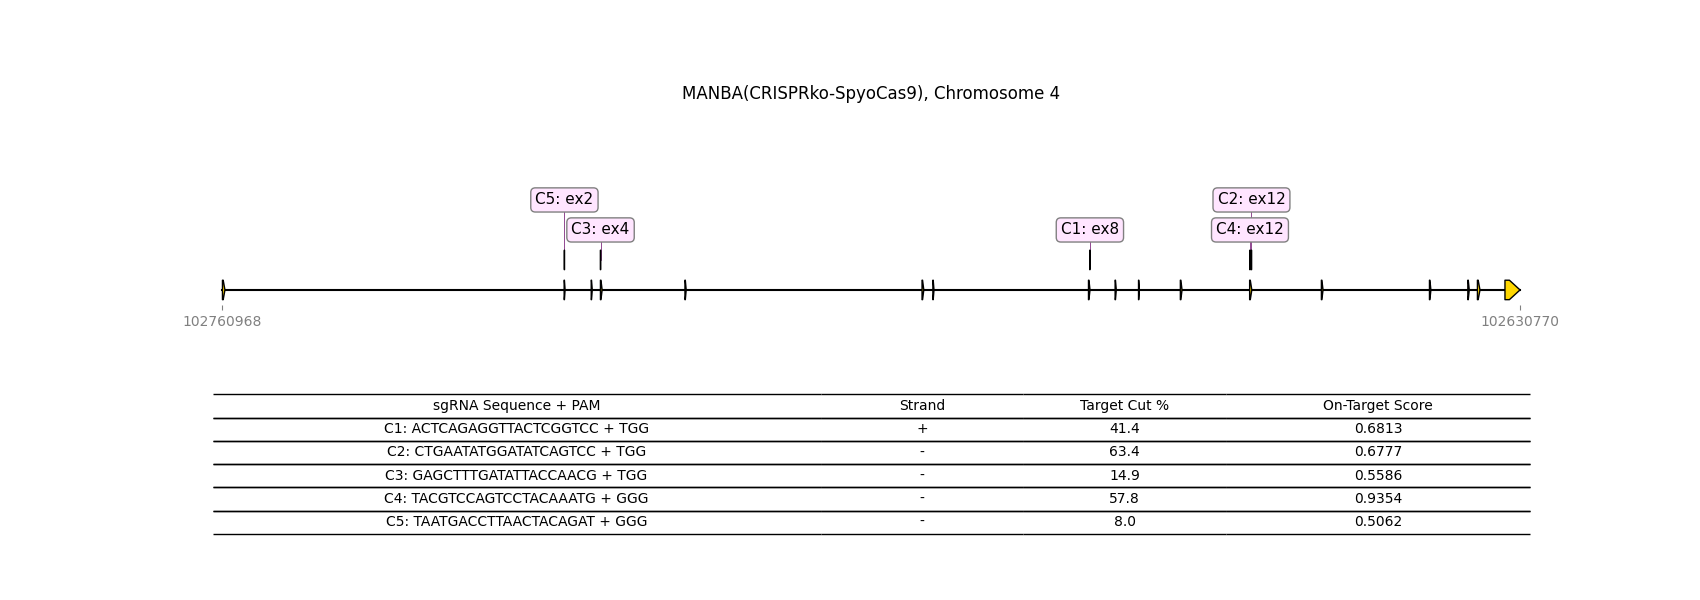 MANBA(CRISPRko-SpyoCas9), Chromosome 4
C5: ex2
C2: ex12
C3: ex4
C1: ex8
C4: ex12
102760968
102630770
sgRNA Sequence + PAM Strand Target Cut % On-Target Score
C1: ACTCAGAGGTTACTCGGTCC + TGG + 41.4 0.6813
C2: CTGAATATGGATATCAGTCC + TGG - 63.4 0.6777
C3: GAGCTTTGATATTACCAACG + TGG - 14.9 0.5586
C4: TACGTCCAGTCCTACAAATG + GGG - 57.8 0.9354
C5: TAATGACCTTAACTACAGAT + GGG - 8.0 0.5062